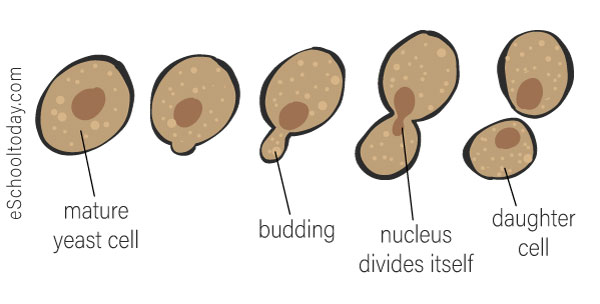 eSchooltoday.com
mature
yeast cell
budding
nucleus
divides itself
daughter
cell